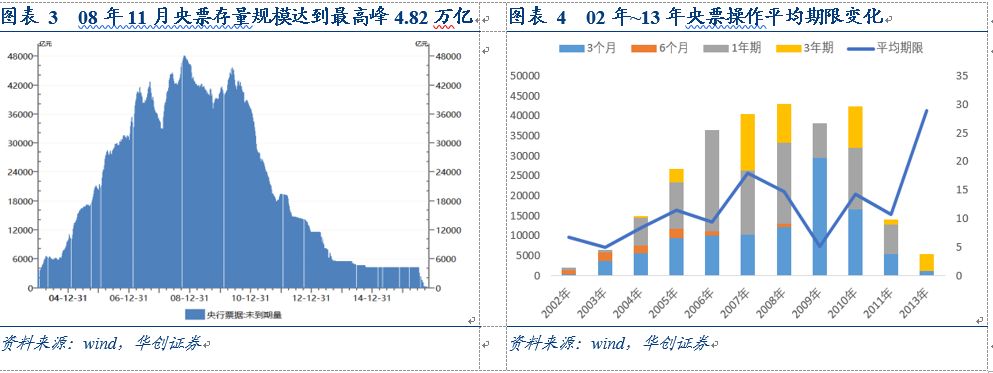 图表 3 08 年 11 月央票存量规模达到最高峰 4.82 万亿
亿元 亿元
48000 48000
42000 42000
36000 36000
30000 30000
24000 24000
18000 18000
12000 12000
6000 6000
0 0
04-12-31 06-12-31 08-12-31 10-12-31 12-12-31 14-12-31
央行票据:未到期量
资料来源：wind，华创证券
图表 4 02 年~13 年央票操作平均期限变化
3个月 6个月 1年期 3年期 平均期限
50000 35
45000 30
40000 25
35000 20
30000 15
25000 10
20000 5
15000 0
10000
5000
0
2002年 2003年 2004年 2005年 2006年 2007年 2008年 2009年 2010年 2011年 2013年
资料来源：wind，华创证券